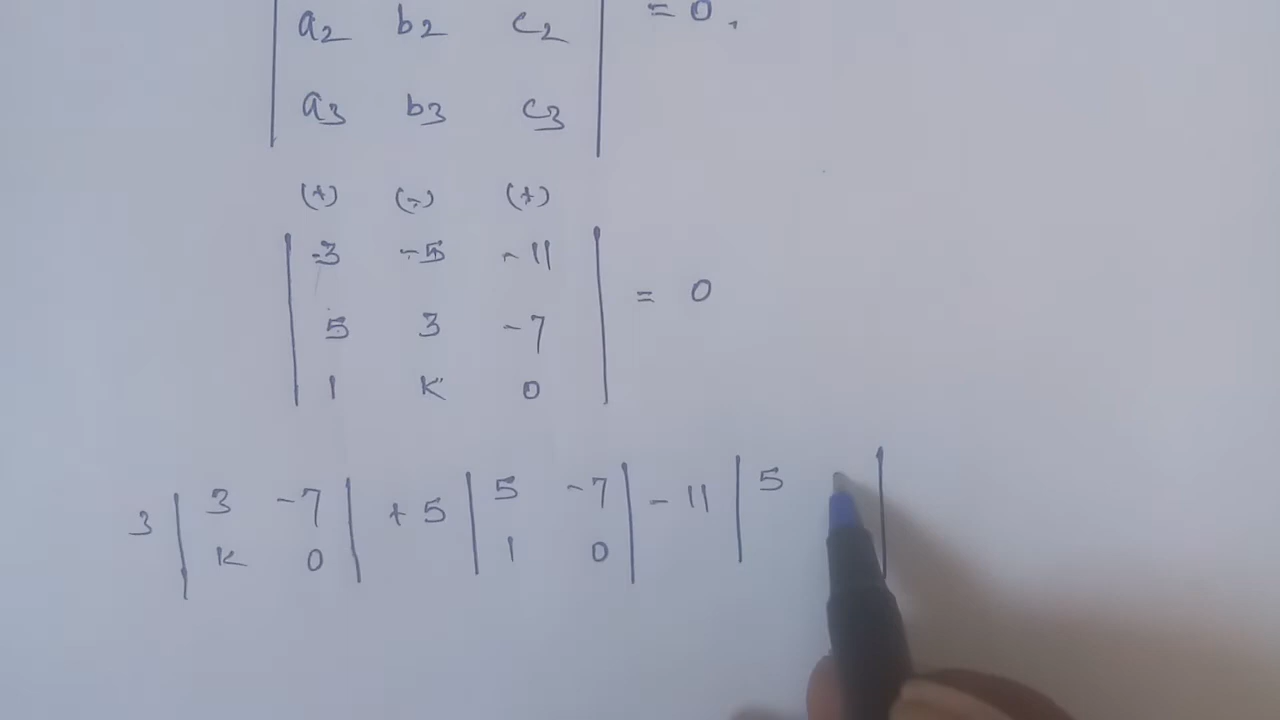 a2 b2 c2 = 0,
a3 b3 c3
(+) (-) (+)
3 -5 -11
5 3 -7 = 0
1 K 0
3 | 3 -7 | + 5 | 5 -7 | - 11 | 5 |
| K 0 | | 1 0 |